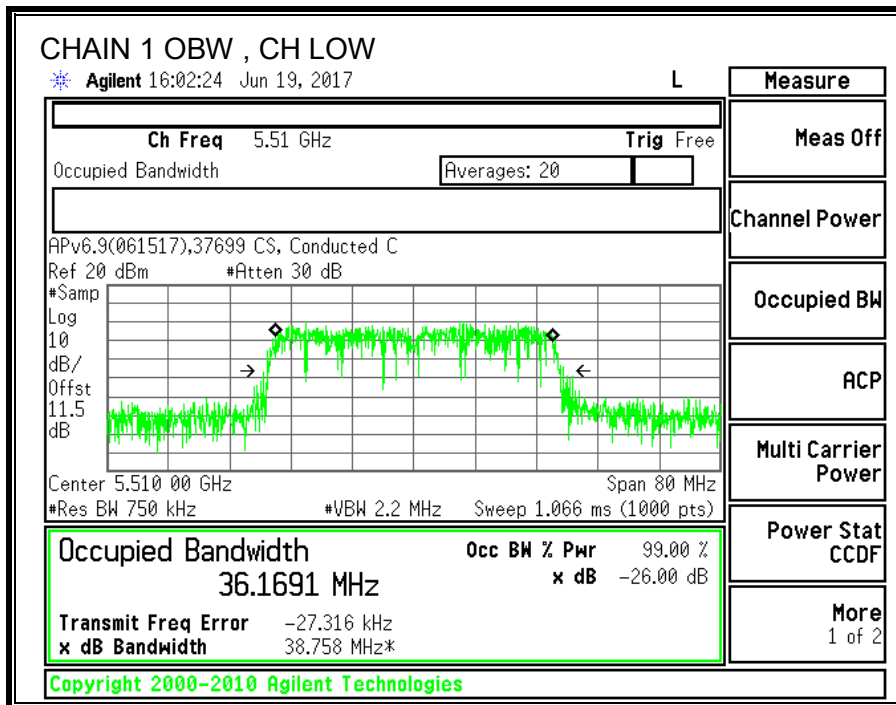 CHAIN 1 OBW , CH LOW
Agilent 16:02:24 Jun 19, 2017 L
Measure
Ch Freq 5.51 GHz Trig Free
Occupied Bandwidth Averages: 20
APv6.9(061517),37699 CS, Conducted C
Ref 20 dBm #Atten 30 dB
#Samp
Log
10
dB/
Offst
11.5
dB
Center 5.510 00 GHz Span 80 MHz
#Res BW 750 kHz #VBW 2.2 MHz Sweep 1.066 ms (1000 pts)
Occupied Bandwidth Occ BW % Pwr 99.00 %
36.1691 MHz x dB -26.00 dB
Transmit Freq Error -27.316 kHz
x dB Bandwidth 38.758 MHz*
Copyright 2000-2010 Agilent Technologies
Meas Off
Channel Power
Occupied BW
ACP
Multi Carrier
Power
Power Stat
CCDF
More
1 of 2